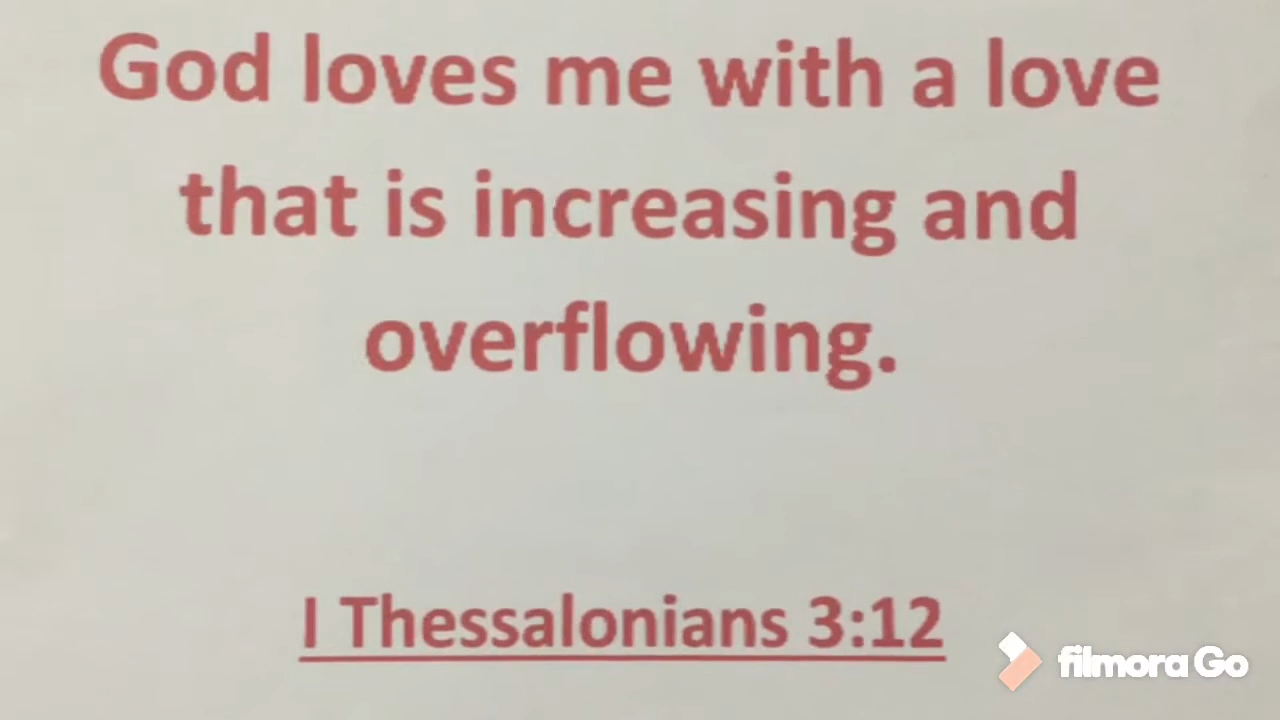 God loves me with a love
that is increasing and
overflowing.
I Thessalonians 3:12
filmora Go